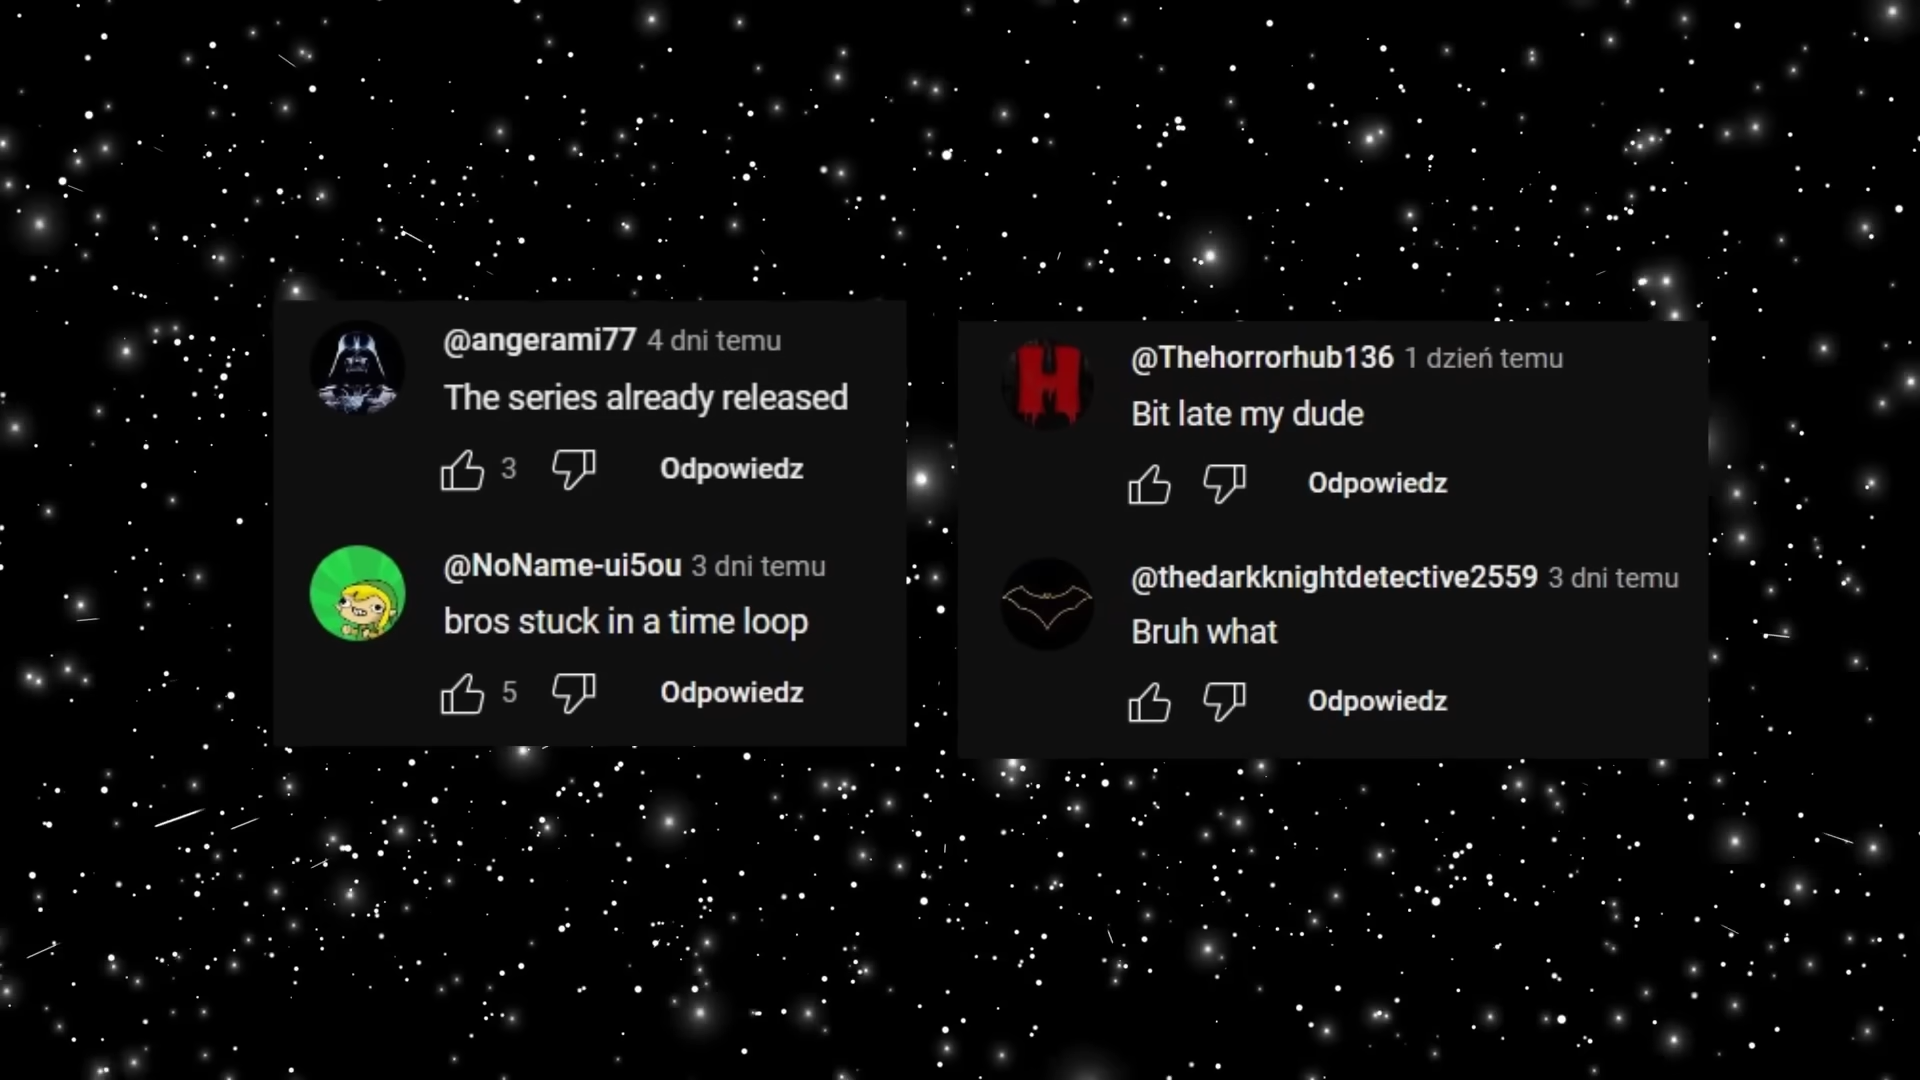 @angerami77 4 dni temu
The series already released
3 Odpowiedz
@NoName-ui5ou 3 dni temu
bros stuck in a time loop
5 Odpowiedz
@Thehorrorhub136 1 dzień temu
Bit late my dude
Odpowiedz
@thedarkknightdetective2559 3 dni temu
Bruh what
Odpowiedz